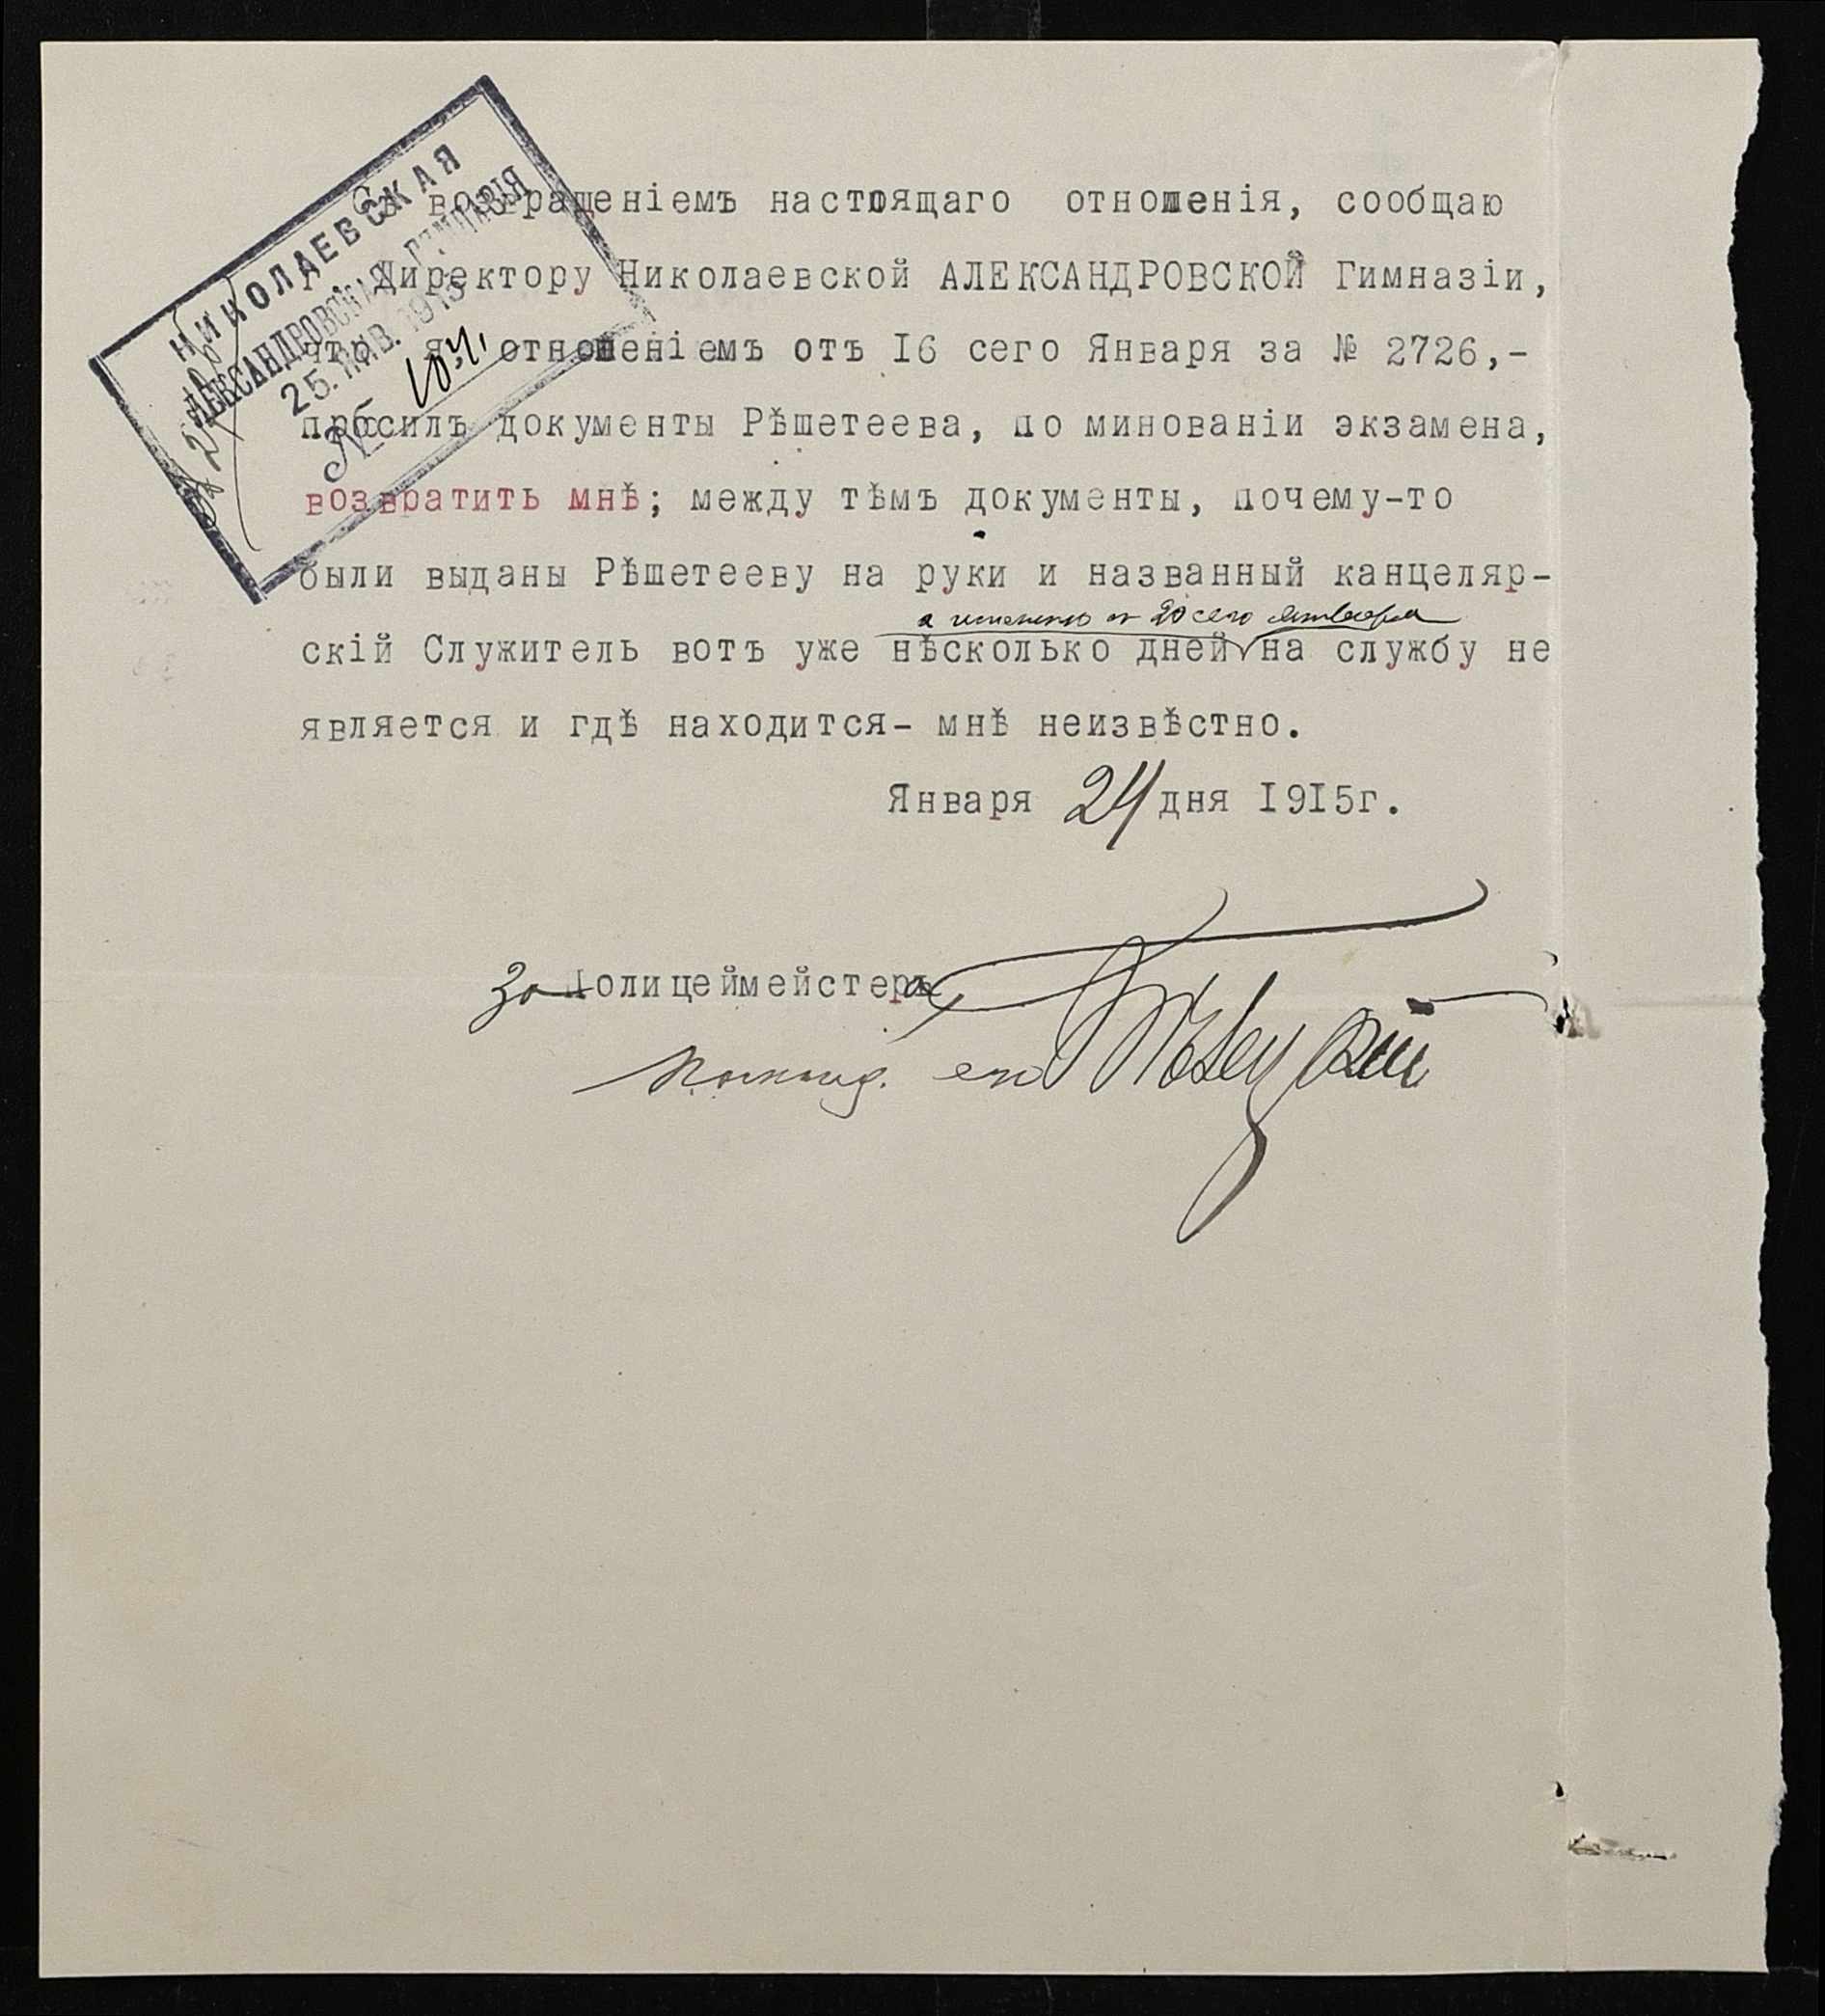 НИКОЛАЕВСКАЯ
АЛЕКСАНДРОВСКАЯ ГИМНАЗІЯ
25. ЯНВ. 1915
№ 104.
Съ возвращеніемъ настоящаго отношенія, сообщаю
Г. Директору Николаевской АЛЕКСАНДРОВСКОЙ Гимназіи,
что я, отношеніемъ отъ 16 сего Января за № 2726,-
просилъ документы Рѣшетеева, по минованіи экзамена,
возвратить мнѣ; между тѣмъ документы, почему-то
были выданы Рѣшетееву на руки и названный канцеляр-
а именно съ 20 сего Января
скій Служитель вотъ уже нѣсколько дней на службу не
является и гдѣ находится- мнѣ неизвѣстно.
Января 24 дня 1915г.
За Полицеймейстера,
его